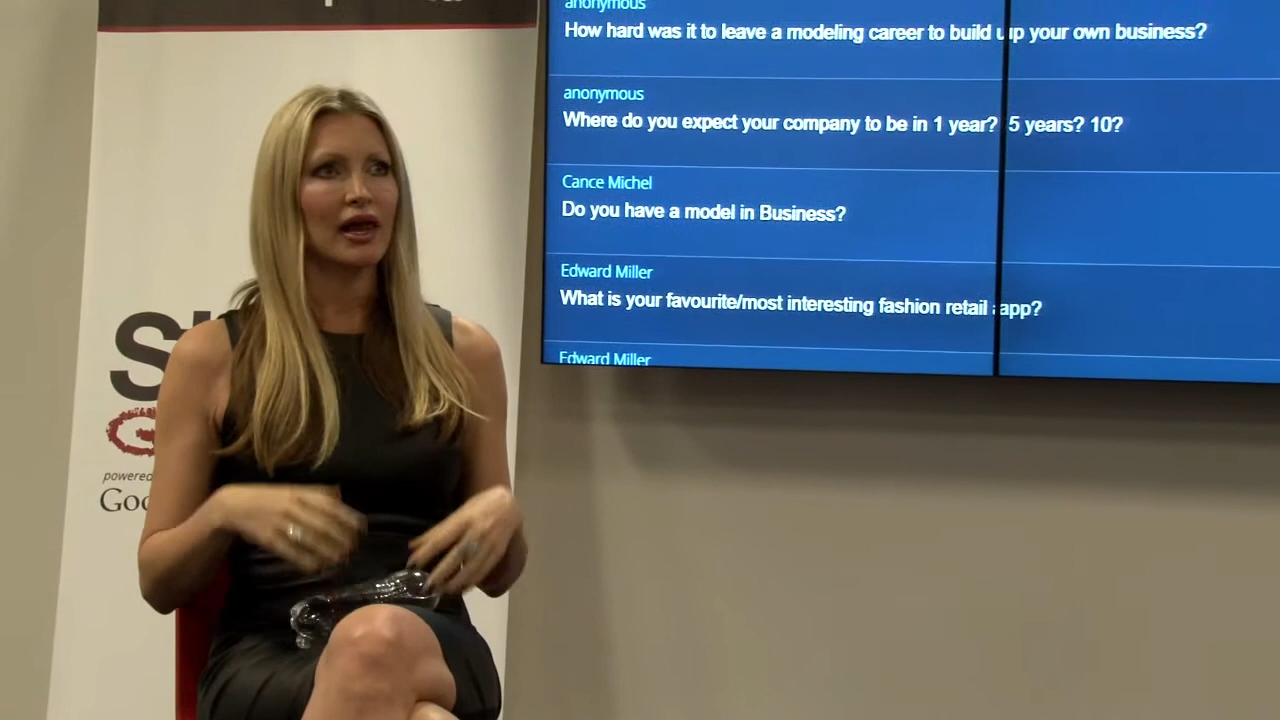 anonymous
How hard was it to leave a modeling career to build up your own business?
anonymous
Where do you expect your company to be in 1 year? 5 years? 10?
Cance Michel
Do you have a model in Business?
Edward Miller
What is your favourite/most interesting fashion retail app?
Edward Miller
powered